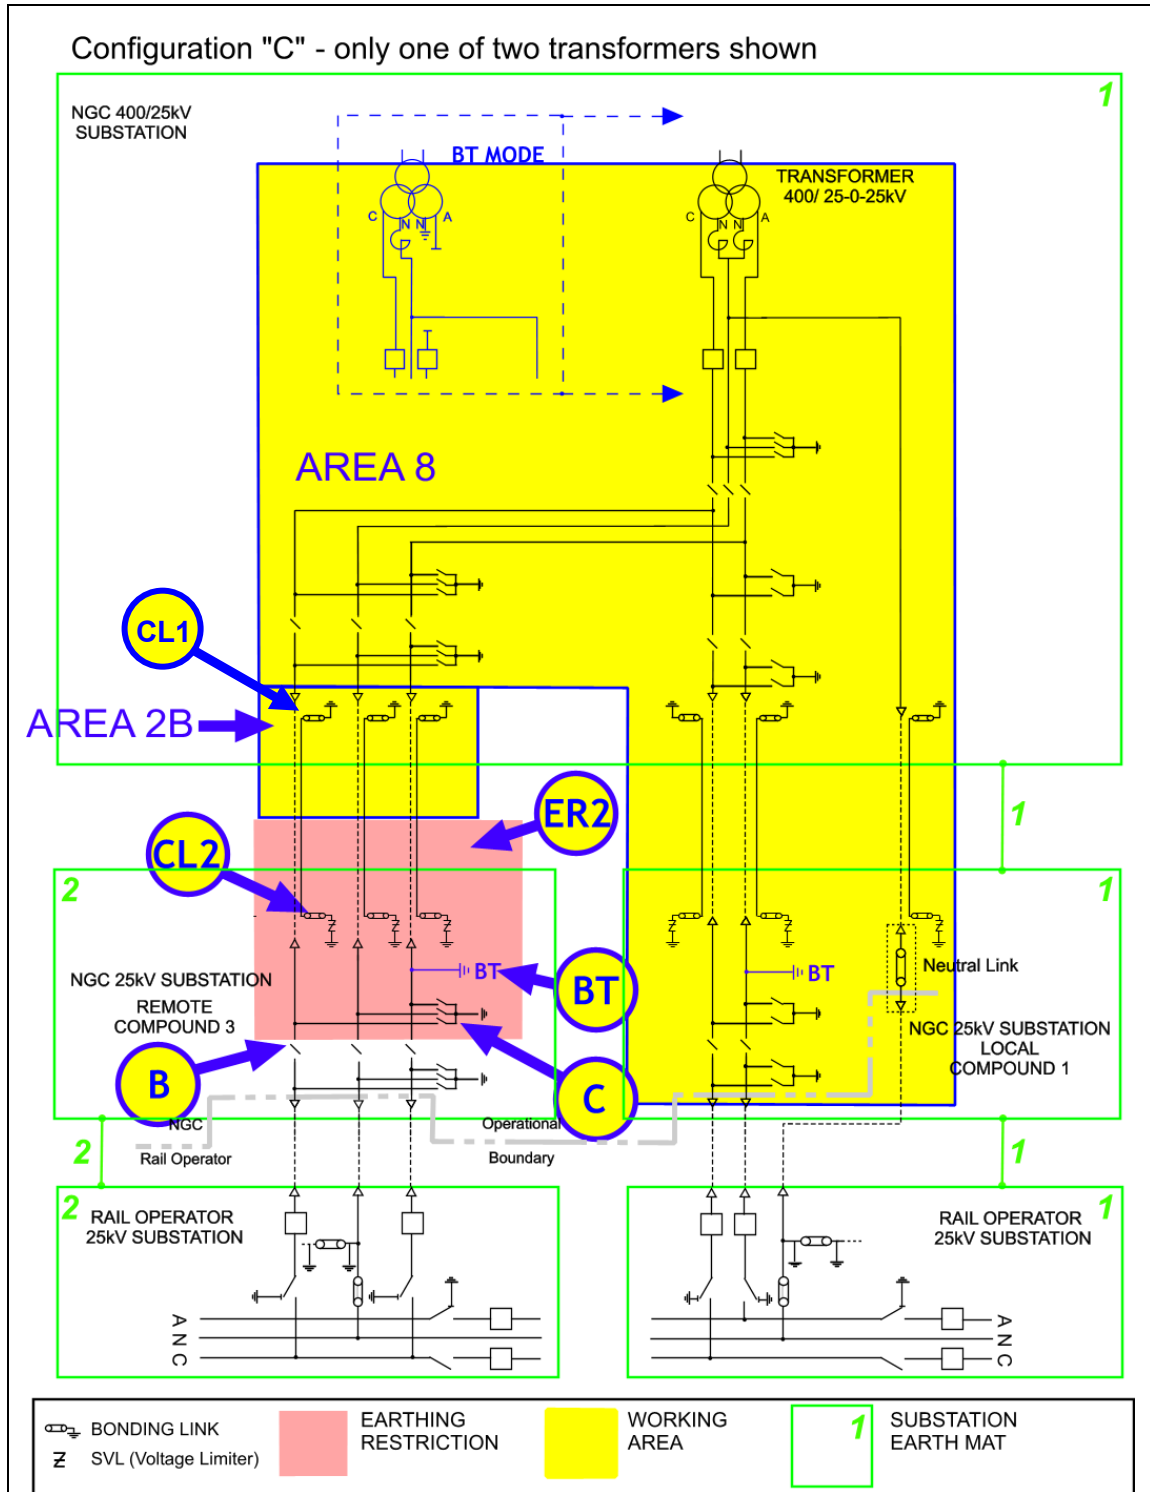 Configuration "C" - only one of two transformers shown
1
NGC 400/25kV
SUBSTATION
BT MODE
TRANSFORMER
400/ 25-0-25kV
C
N N
A
C
N N
A
AREA 8
CL1
AREA 2B
ER2
1
CL2
2
1
NGC 25kV SUBSTATION
REMOTE
COMPOUND 3
BT
BT
BT
Neutral Link
NGC 25kV SUBSTATION
LOCAL
COMPOUND 1
B
C
NGC
Operational
Rail Operator
Boundary
2
1
2
RAIL OPERATOR
25kV SUBSTATION
1
RAIL OPERATOR
25kV SUBSTATION
A
N
C
A
N
C
BONDING LINK
SVL (Voltage Limiter)
EARTHING
RESTRICTION
WORKING
AREA
1
SUBSTATION
EARTH MAT